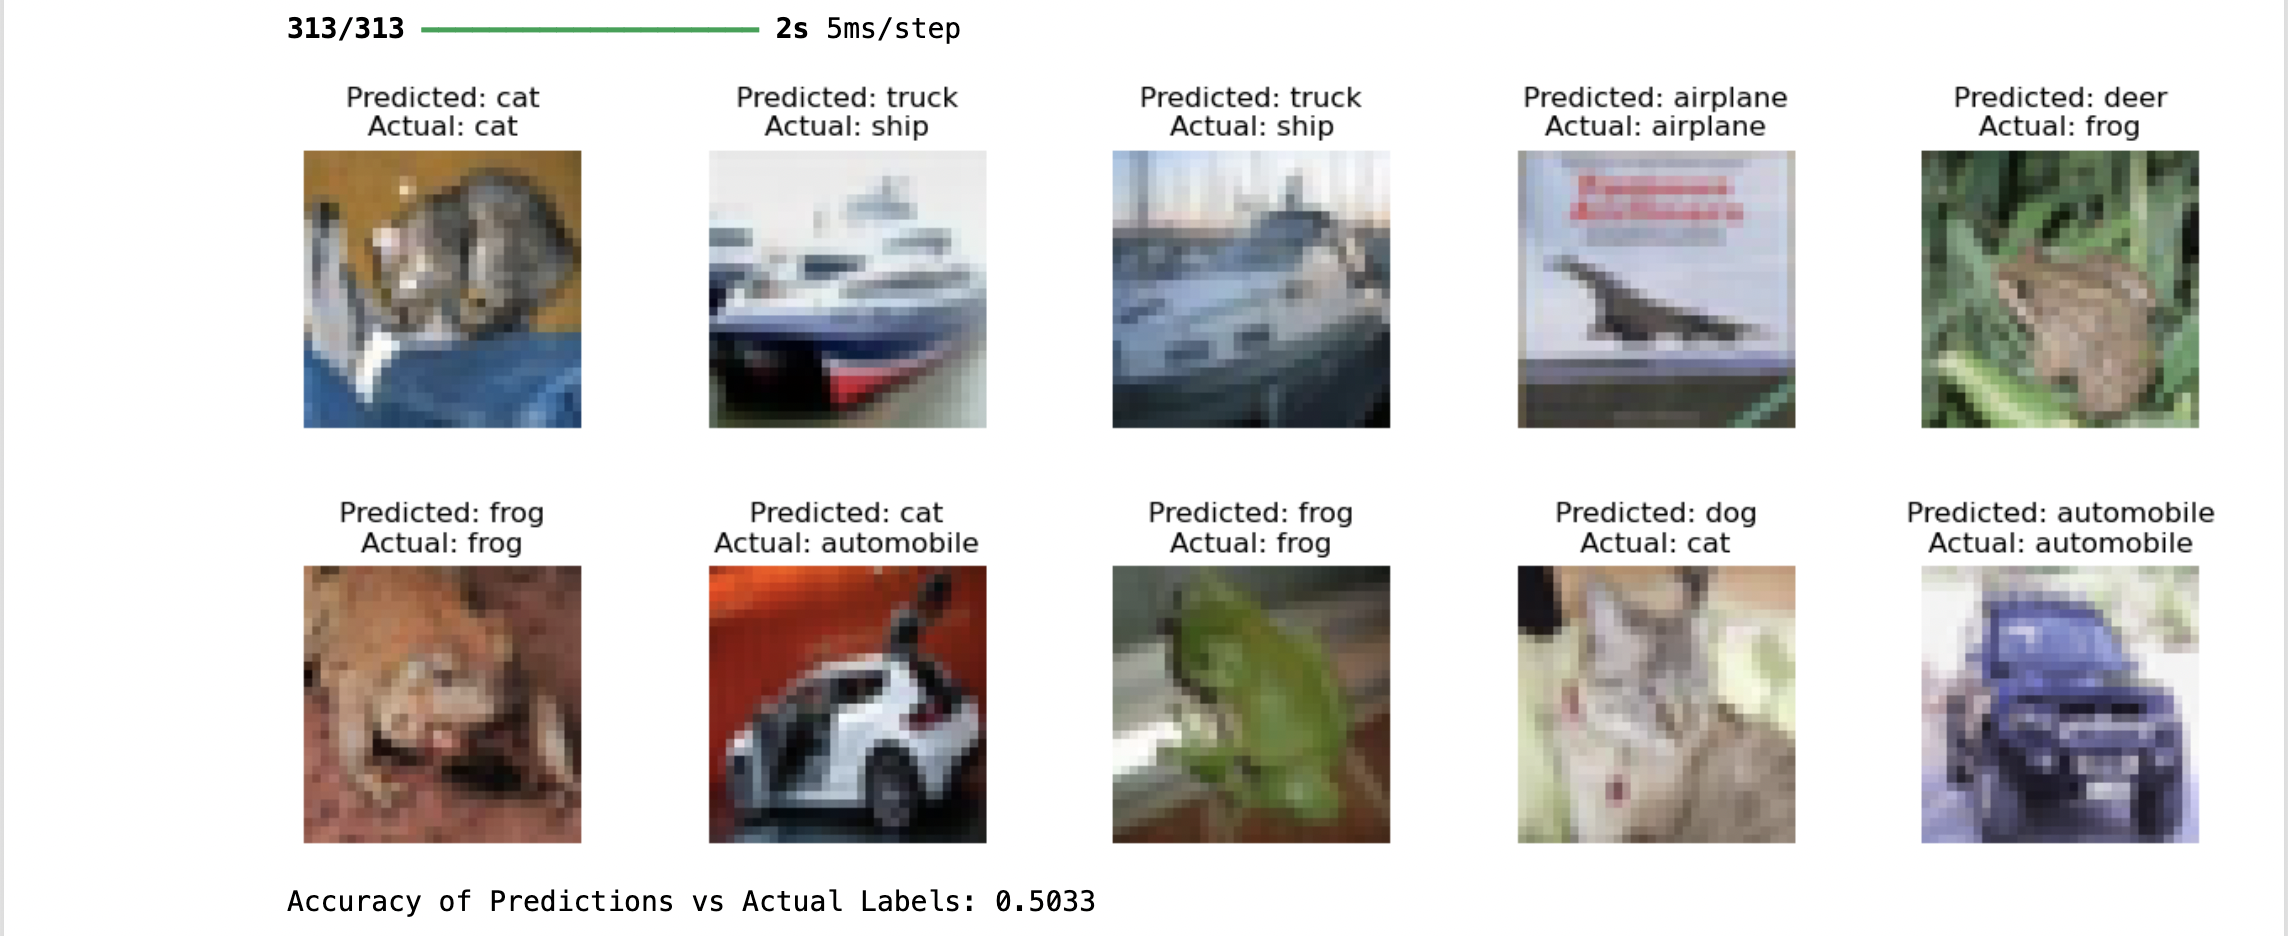 313/313 2s 5ms/step
Predicted: cat
Actual: cat
Predicted: truck
Actual: ship
Predicted: truck
Actual: ship
Predicted: airplane
Actual: airplane
Predicted: deer
Actual: frog
Predicted: frog
Actual: frog
Predicted: cat
Actual: automobile
Predicted: frog
Actual: frog
Predicted: dog
Actual: cat
Predicted: automobile
Actual: automobile
Accuracy of Predictions vs Actual Labels: 0.5033